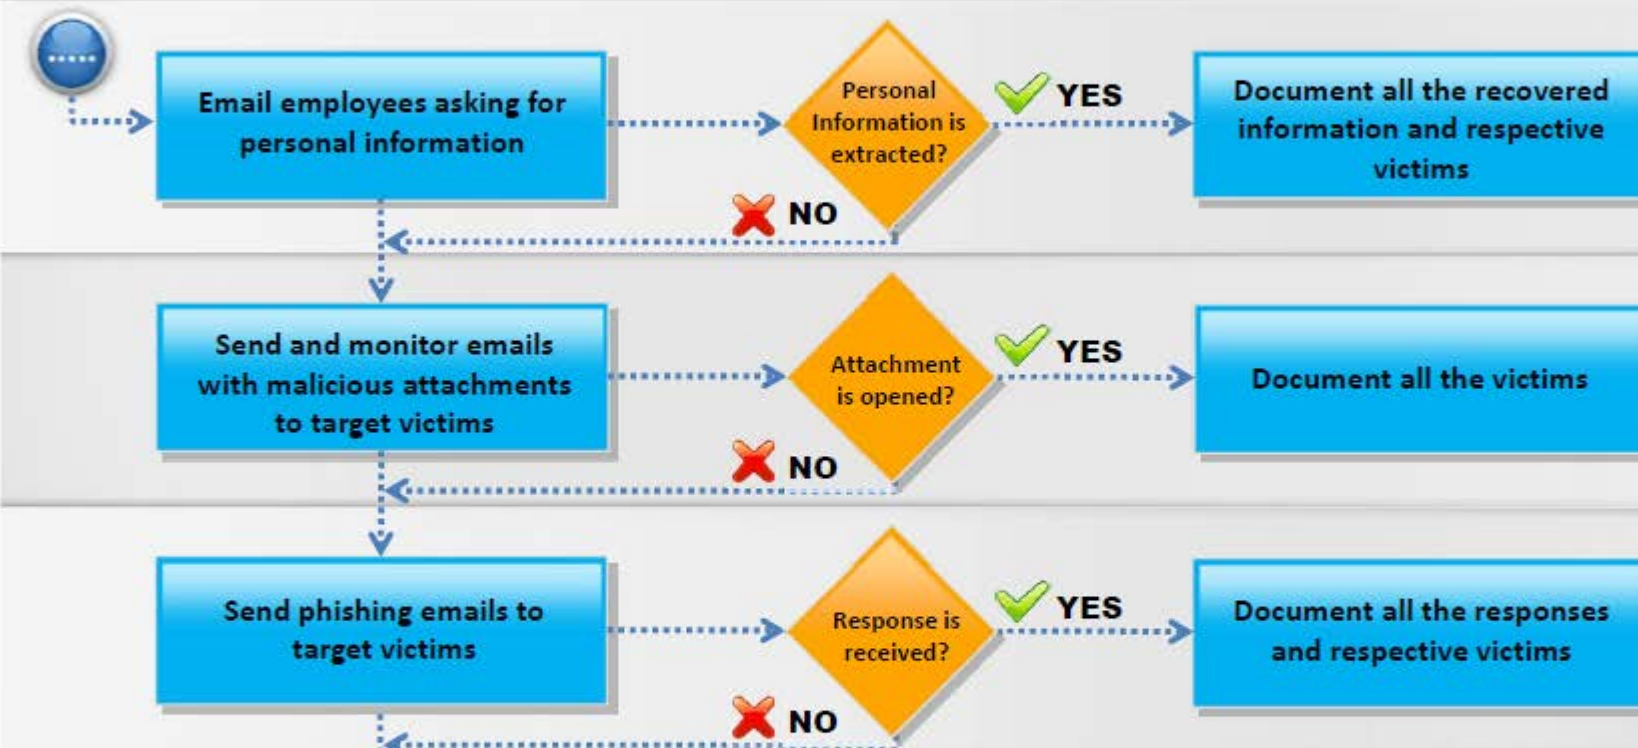 Email employees asking for
personal information
Personal
Information is
extracted?
YES
Document all the recovered
information and respective
victims
NO
Send and monitor emails
with malicious attachments
to target victims
Attachment
is opened?
YES
Document all the victims
NO
Send phishing emails to
target victims
Response is
received?
YES
Document all the responses
and respective victims
NO